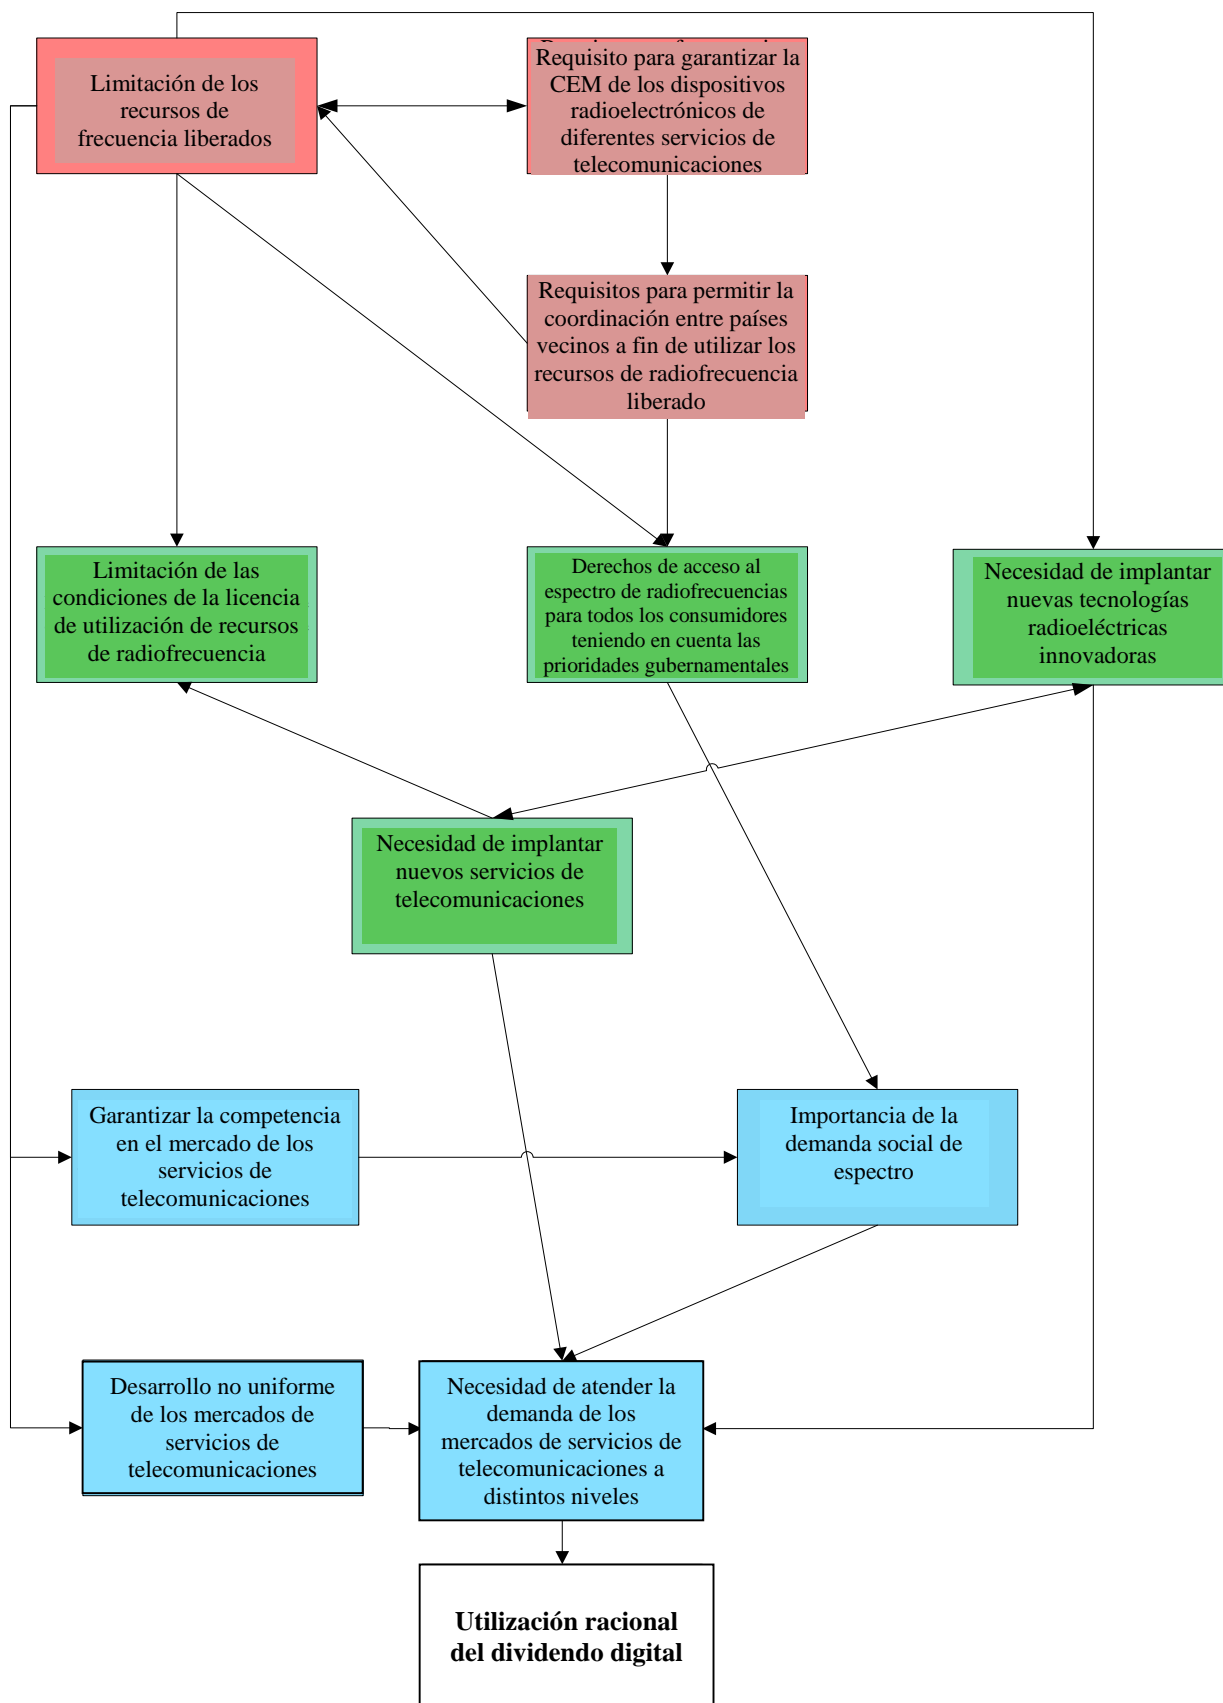 Limitación de los
recursos de
frecuencia liberados
Requisito para garantizar la
CEM de los dispositivos
radioelectrónicos de
diferentes servicios de
telecomunicaciones
Requisitos para permitir la
coordinación entre países
vecinos a fin de utilizar los
recursos de radiofrecuencia
liberado
Limitación de las
condiciones de la licencia
de utilización de recursos
de radiofrecuencia
Derechos de acceso al
espectro de radiofrecuencias
para todos los consumidores
teniendo en cuenta las
prioridades gubernamentales
Necesidad de implantar
nuevas tecnologías
radioeléctricas
innovadoras
Necesidad de implantar
nuevos servicios de
telecomunicaciones
Garantizar la competencia
en el mercado de los
servicios de
telecomunicaciones
Importancia de la
demanda social de
espectro
Desarrollo no uniforme
de los mercados de
servicios de
telecomunicaciones
Necesidad de atender la
demanda de los
mercados de servicios de
telecomunicaciones a
distintos niveles
Utilización racional
del dividendo digital